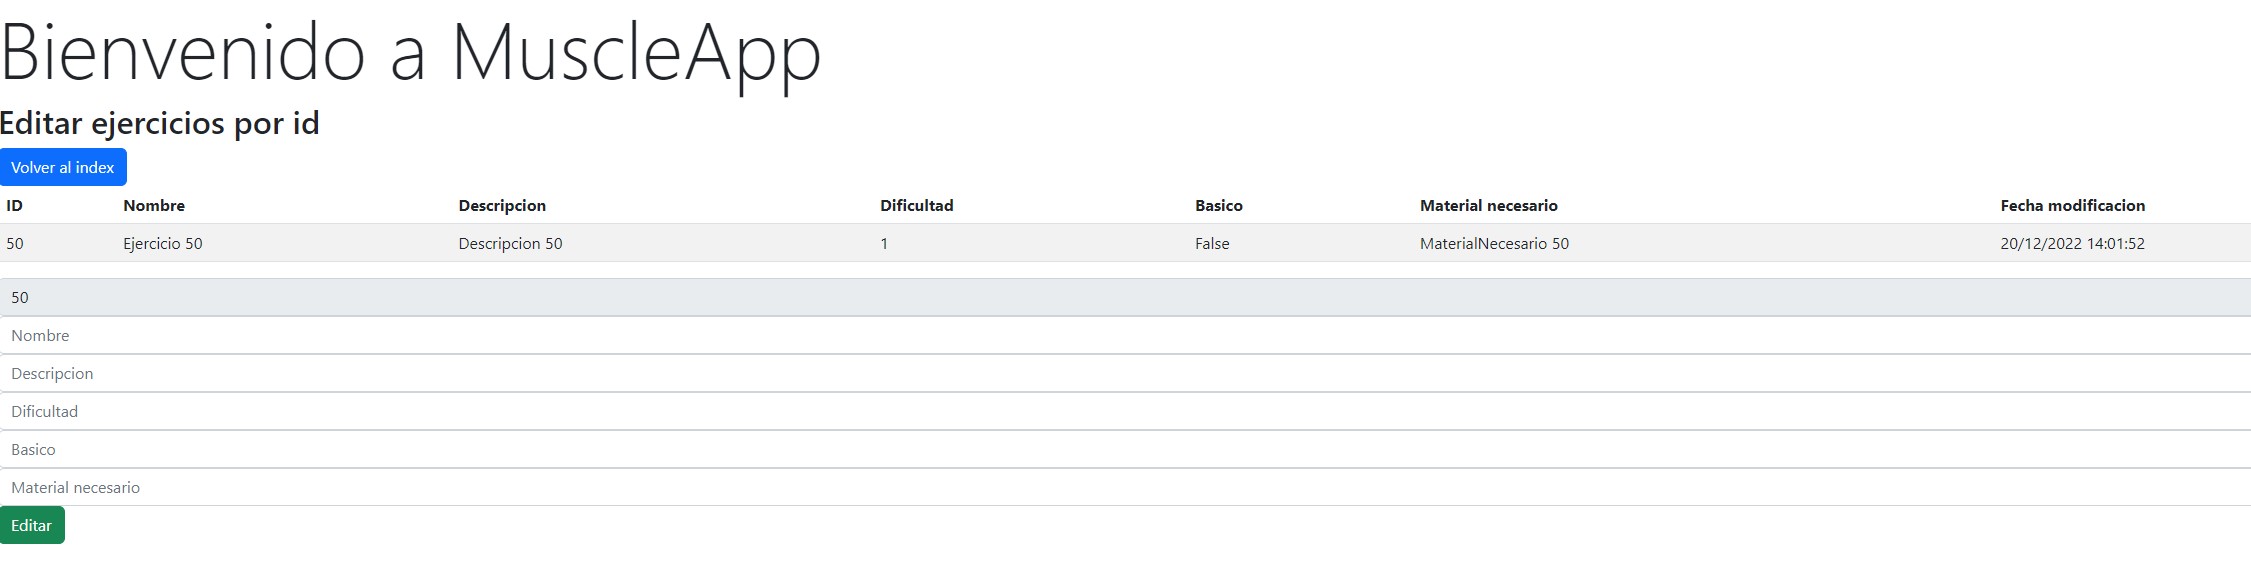 Bienvenido a MuscleApp
Editar ejercicios por id
Volver al index
ID Nombre Descripcion Dificultad Basico Material necesario Fecha modificacion
50 Ejercicio 50 Descripcion 50 1 False MaterialNecesario 50 20/12/2022 14:01:52
50
Nombre
Descripcion
Dificultad
Basico
Material necesario
Editar